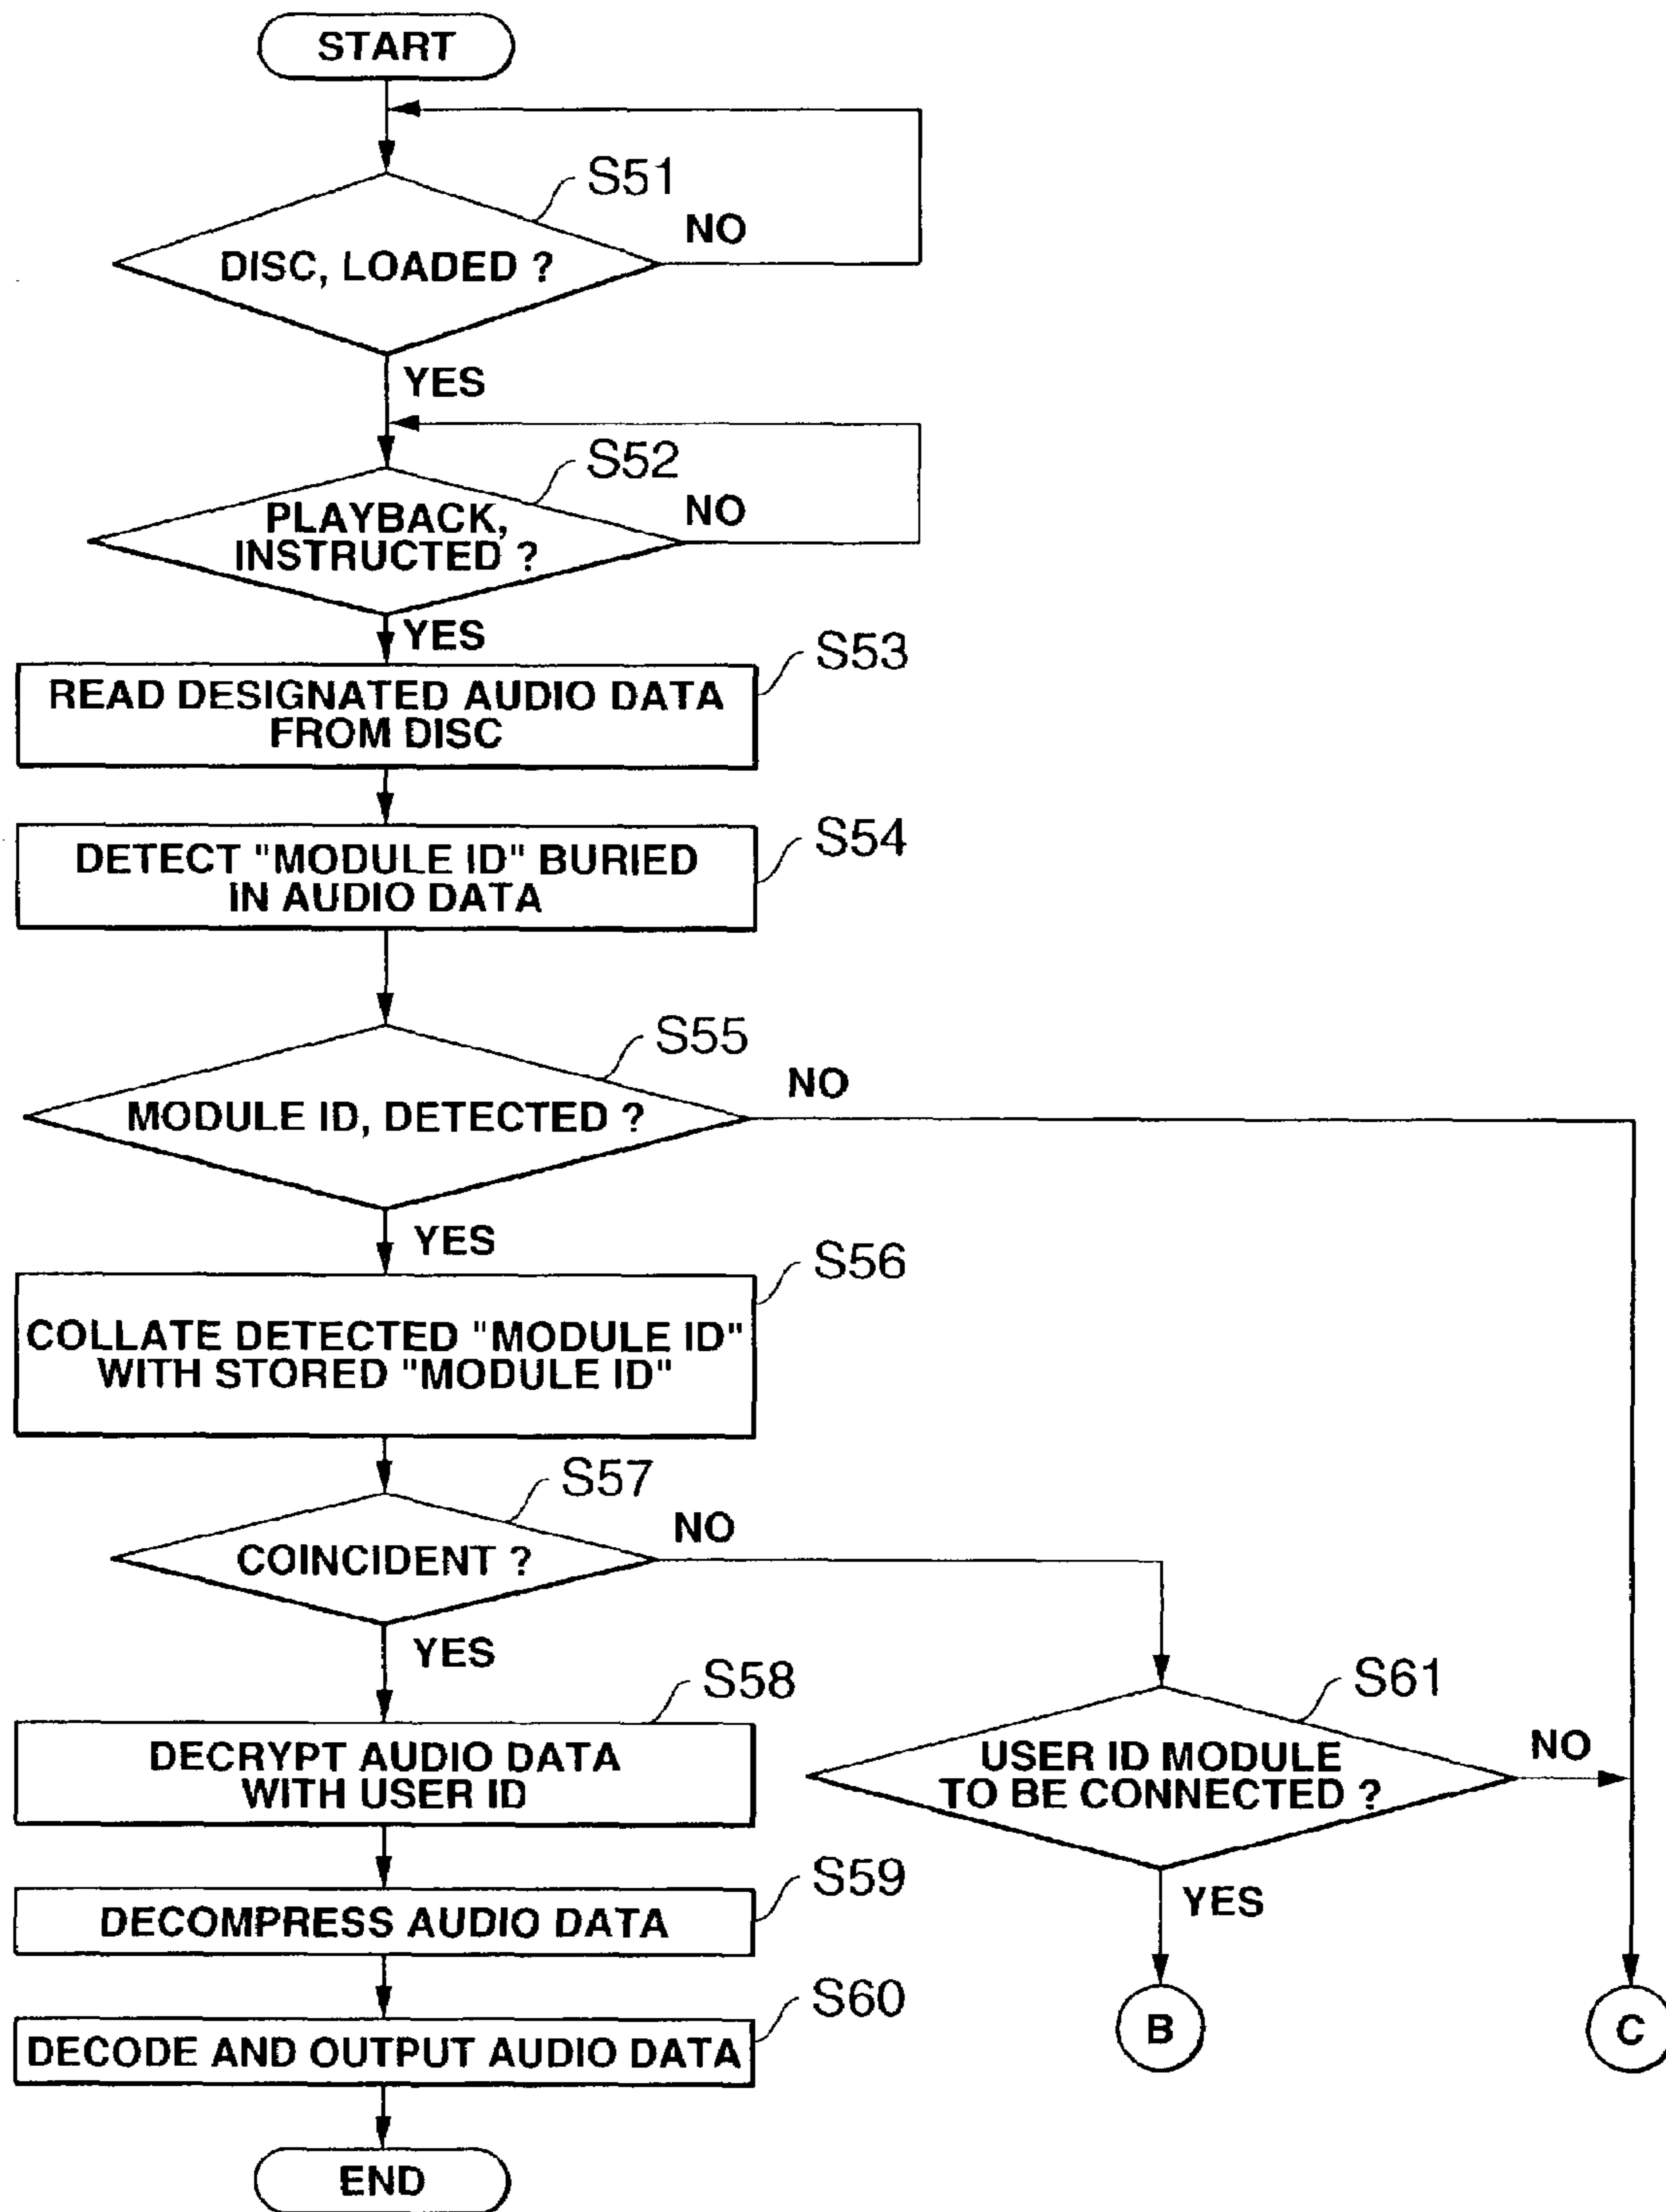 START
S51
NO
DISC, LOADED ?
YES
S52
NO
PLAYBACK,
INSTRUCTED ?
YES
S53
READ DESIGNATED AUDIO DATA
FROM DISC
S54
DETECT "MODULE ID" BURIED
IN AUDIO DATA
S55
NO
MODULE ID, DETECTED ?
YES
S56
COLLATE DETECTED "MODULE ID"
WITH STORED "MODULE ID"
S57
NO
COINCIDENT ?
YES
S58
DECRYPT AUDIO DATA
WITH USER ID
S61
NO
USER ID MODULE
TO BE CONNECTED ?
YES
S59
DECOMPRESS AUDIO DATA
S60
DECODE AND OUTPUT AUDIO DATA
B
C
END